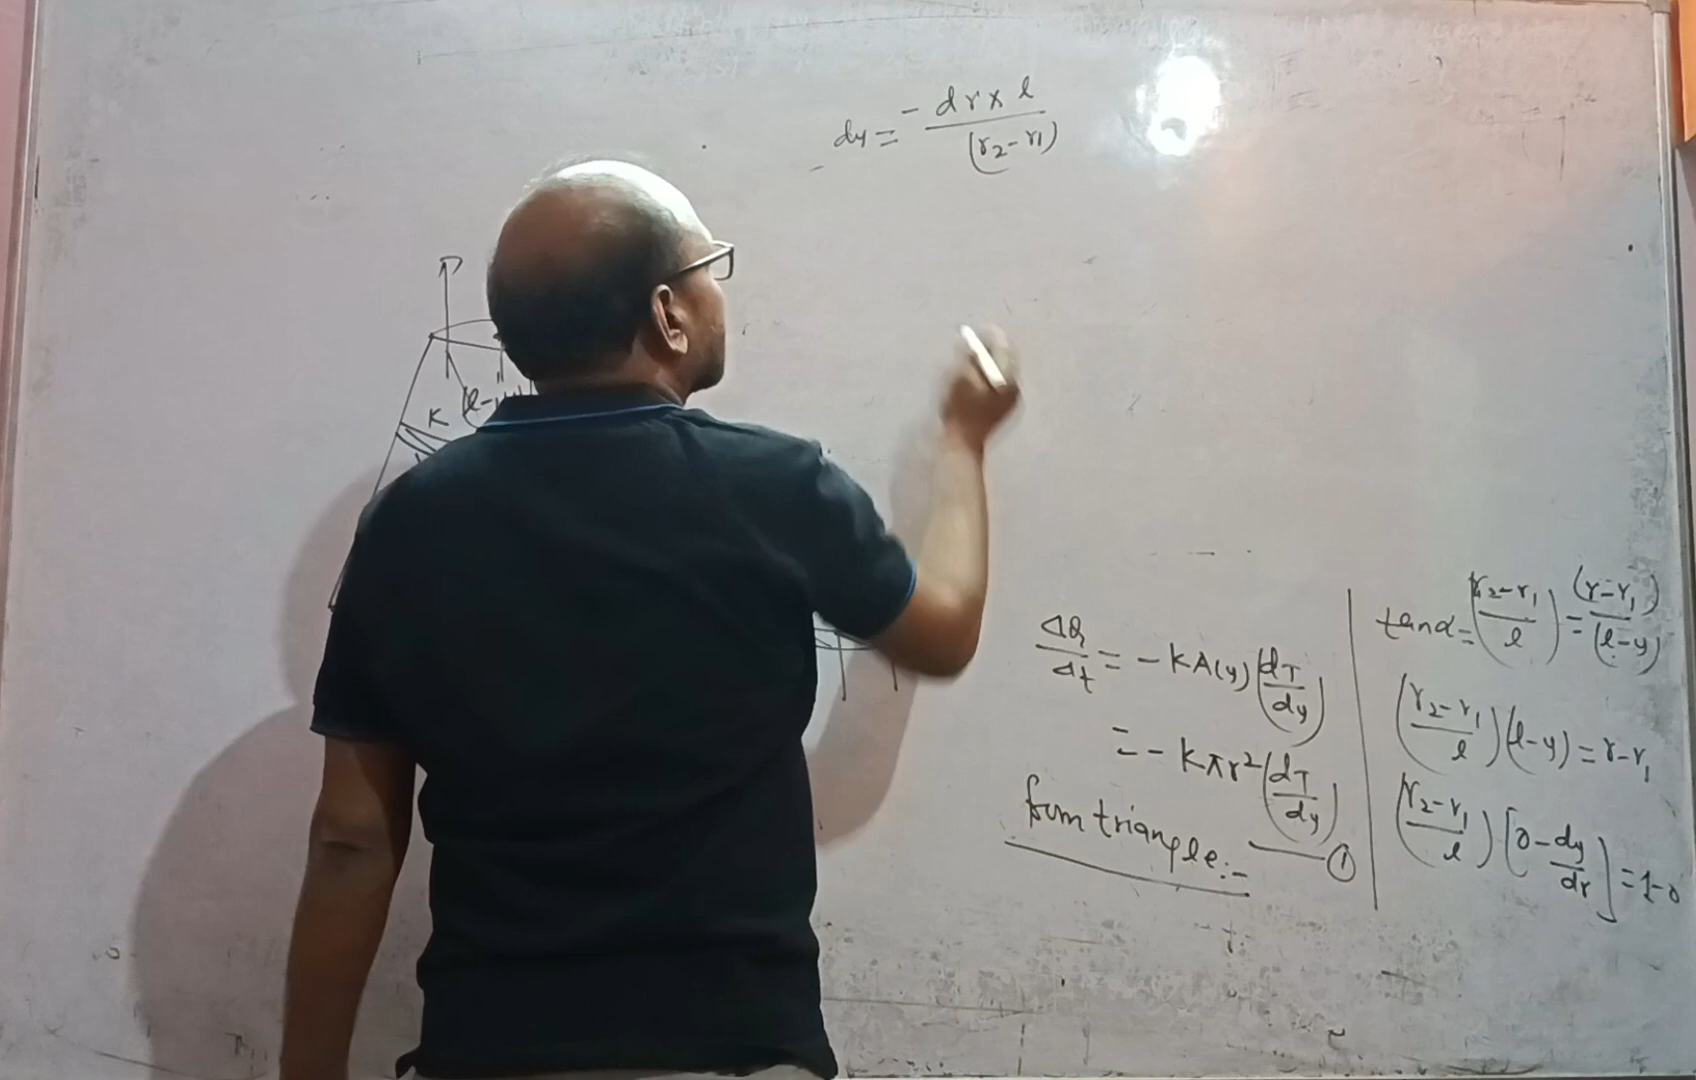 dy = - dr × l / (r2 - r1)
K (l-
ΔQ/Δt = - KA(y) (dT/dy)
= - Kπr² (dT/dy)
——— ①
from triangle:-
tanα = (r2-r1 / l) = (r-r1) / (l-y)
(r2-r1 / l) (l-y) = r-r1
(r2-r1 / l) [0 - dy/dr] = 1-0